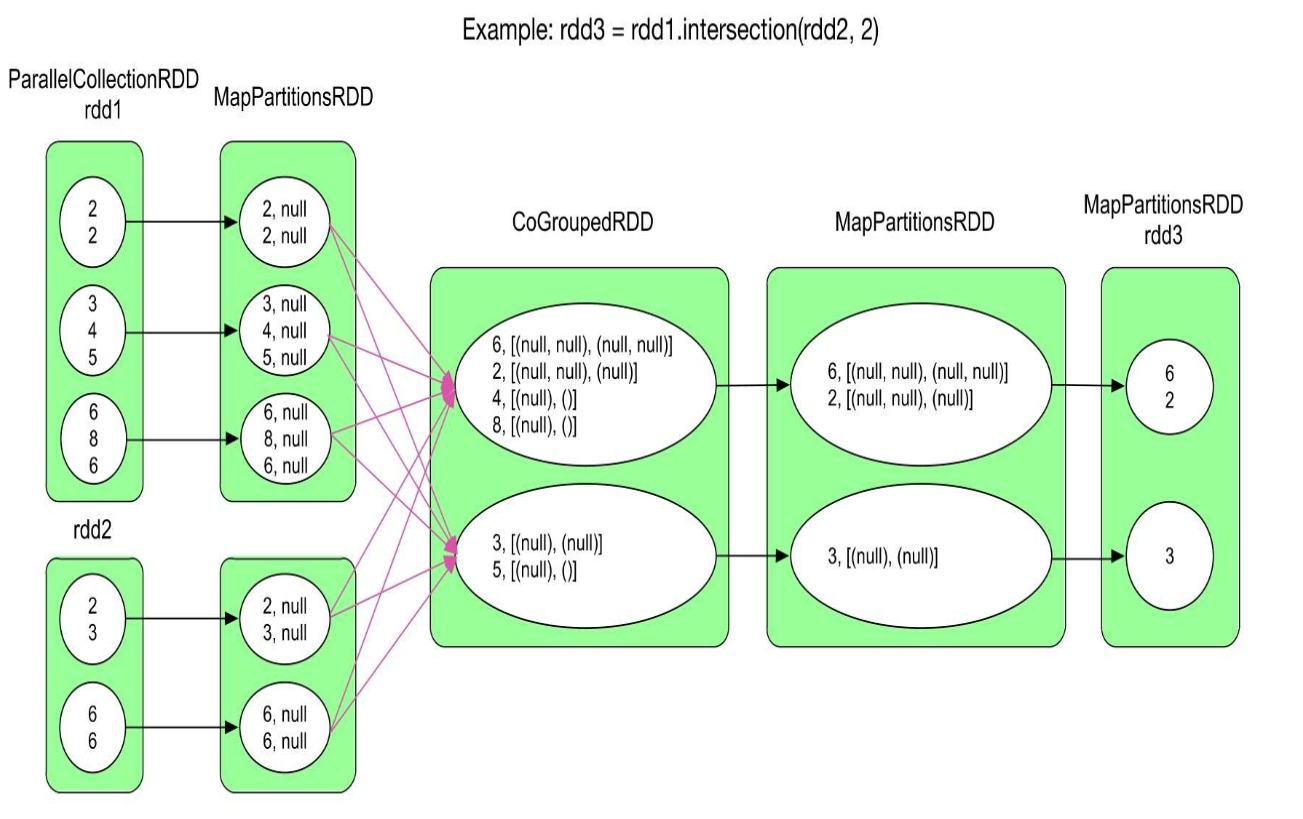 Example: rdd3 = rdd1.intersection(rdd2, 2)
ParallelCollectionRDD
rdd1
MapPartitionsRDD
2
2
3
4
5
6
8
6
2, null
2, null
3, null
4, null
5, null
6, null
8, null
6, null
rdd2
2
3
6
6
2, null
3, null
6, null
6, null
CoGroupedRDD
6, [(null, null), (null, null)]
2, [(null, null), (null)]
4, [(null), ()]
8, [(null), ()]
3, [(null), (null)]
5, [(null), ()]
MapPartitionsRDD
6, [(null, null), (null, null)]
2, [(null, null), (null)]
3, [(null), (null)]
MapPartitionsRDD
rdd3
6
2
3